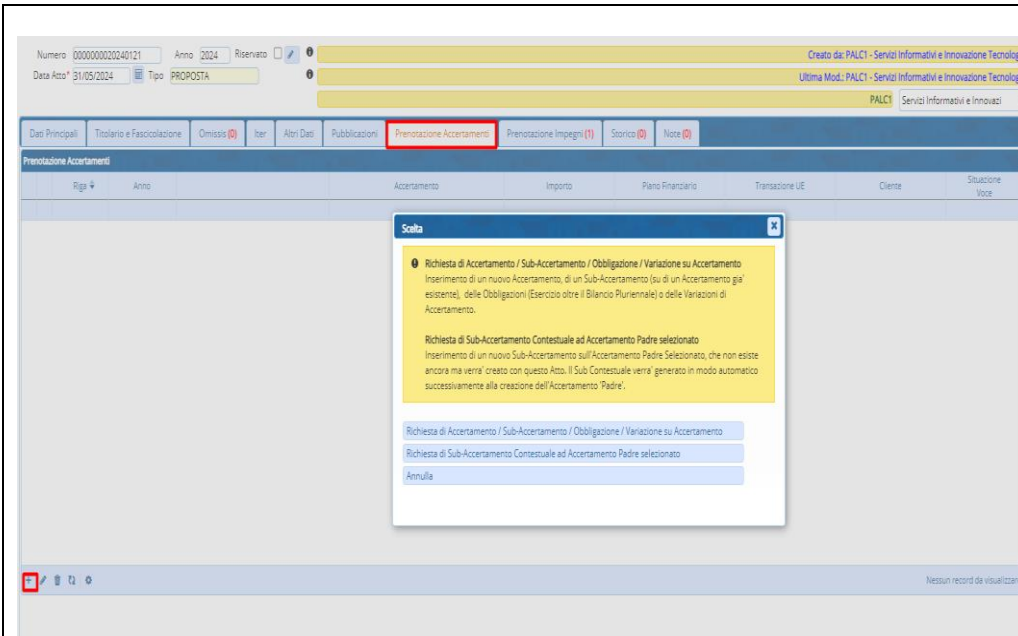 Numero 0000000020240121 Anno 2024 Riservato
Creato da: PALC1 - Servizi Informativi e Innovazione Tecnolog
Data Atto* 31/05/2024 Tipo PROPOSTA
Ultima Mod.: PALC1 - Servizi Informativi e Innovazione Tecnolog
PALC1 Servizi Informativi e Innovazi
Dati Principali Titolario e Fascicolazione Omissis (0) Iter Altri Dati Pubblicazioni Prenotazione Accertamenti Prenotazione Impegni (1) Storico (0) Note (0)
Prenotazione Accertamenti
Riga Anno Accertamento Importo Piano Finanziario Transazione UE Cliente Situazione Voce
Scelta
Richiesta di Accertamento / Sub-Accertamento / Obbligazione / Variazione su Accertamento
Inserimento di un nuovo Accertamento, di un Sub-Accertamento (su di un Accertamento gia'
esistente), delle Obbligazioni (Esercizio oltre il Bilancio Pluriennale) o delle Variazioni di
Accertamento.
Richiesta di Sub-Accertamento Contestuale ad Accertamento Padre selezionato
Inserimento di un nuovo Sub-Accertamento sull'Accertamento Padre Selezionato, che non esiste
ancora ma verra' creato con questo Atto. Il Sub Contestuale verra' generato in modo automatico
successivamente alla creazione dell'Accertamento 'Padre'.
Richiesta di Accertamento / Sub-Accertamento / Obbligazione / Variazione su Accertamento
Richiesta di Sub-Accertamento Contestuale ad Accertamento Padre selezionato
Annulla
Nessun record da visualizzar